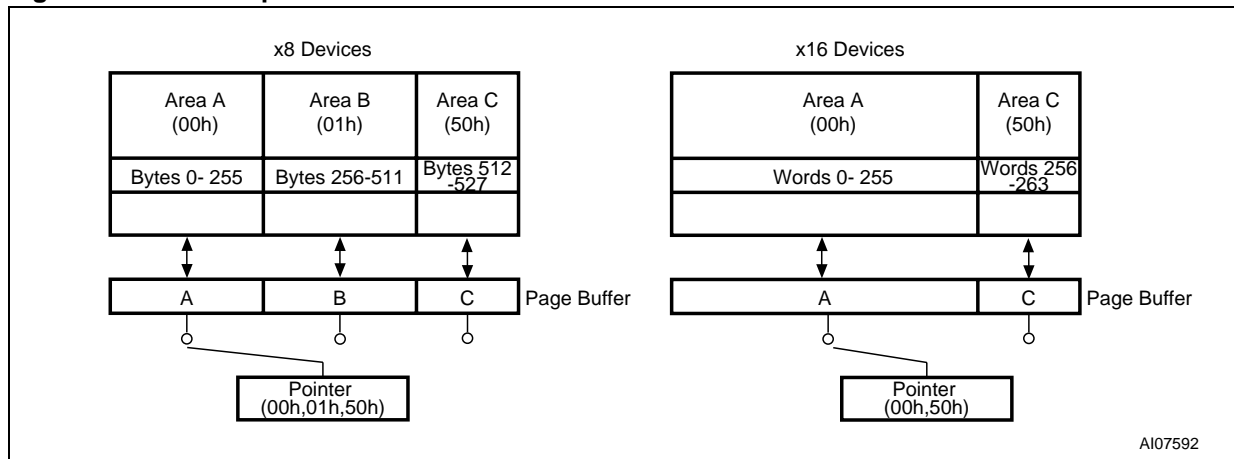 x8 Devices
Area A
(00h)
Area B
(01h)
Area C
(50h)
Bytes 0- 255
Bytes 256-511
Bytes 512
-527
A
B
C
Page Buffer
Pointer
(00h,01h,50h)
x16 Devices
Area A
(00h)
Area C
(50h)
Words 0- 255
Words 256
-263
A
C
Page Buffer
Pointer
(00h,50h)
AI07592